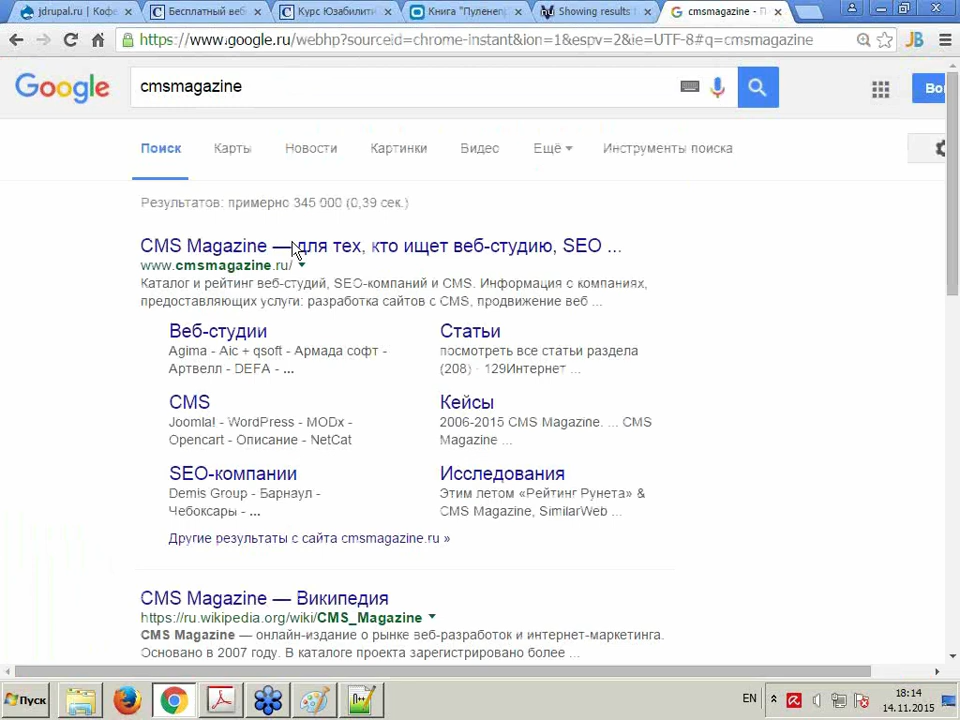 jdrupal.ru | Кофе
Бесплатный веб
Курс Юзабилити
Книга "Пуленеп
Showing results f
cmsmagazine - П
https://www.google.ru/webhp?sourceid=chrome-instant&ion=1&espv=2&ie=UTF-8#q=cmsmagazine
Google
cmsmagazine
Поиск
Карты
Новости
Картинки
Видео
Ещё
Инструменты поиска
Результатов: примерно 345 000 (0,39 сек.)
CMS Magazine — для тех, кто ищет веб-студию, SEO ...
www.cmsmagazine.ru/
Каталог и рейтинг веб-студий, SEO-компаний и CMS. Информация о компаниях,
предоставляющих услуги: разработка сайтов с CMS, продвижение веб ...
Веб-студии
Agima - Aic + qsoft - Армада софт -
Артвелл - DEFA - ...
Статьи
посмотреть все статьи раздела
(208) · 129Интернет ...
CMS
Joomla! - WordPress - MODx -
Opencart - Описание - NetCat
Кейсы
2006-2015 CMS Magazine. ... CMS
Magazine ...
SEO-компании
Demis Group - Барнаул -
Чебоксары - ...
Исследования
Этим летом «Рейтинг Рунета» &
CMS Magazine, SimilarWeb ...
Другие результаты с сайта cmsmagazine.ru »
CMS Magazine — Википедия
https://ru.wikipedia.org/wiki/CMS_Magazine
CMS Magazine — онлайн-издание о рынке веб-разработок и интернет-маркетинга.
Основано в 2007 году. В каталоге проекта зарегистрировано более ...
Пуск
EN
18:14
14.11.2015